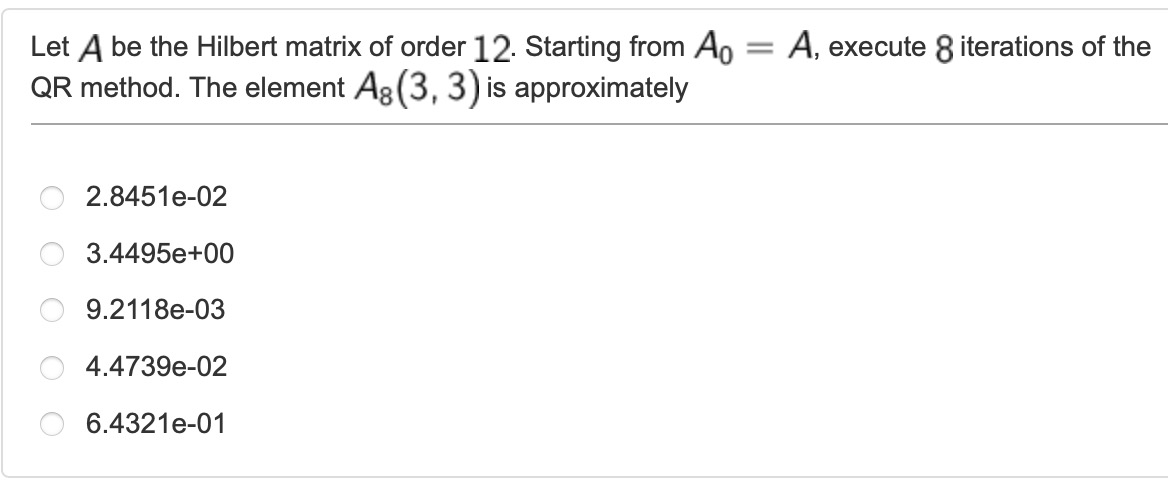 Let A be the Hilbert matrix of order 12. Starting from A₀ = A, execute 8 iterations of the
QR method. The element A₈(3, 3) is approximately
2.8451e-02
3.4495e+00
9.2118e-03
4.4739e-02
6.4321e-01